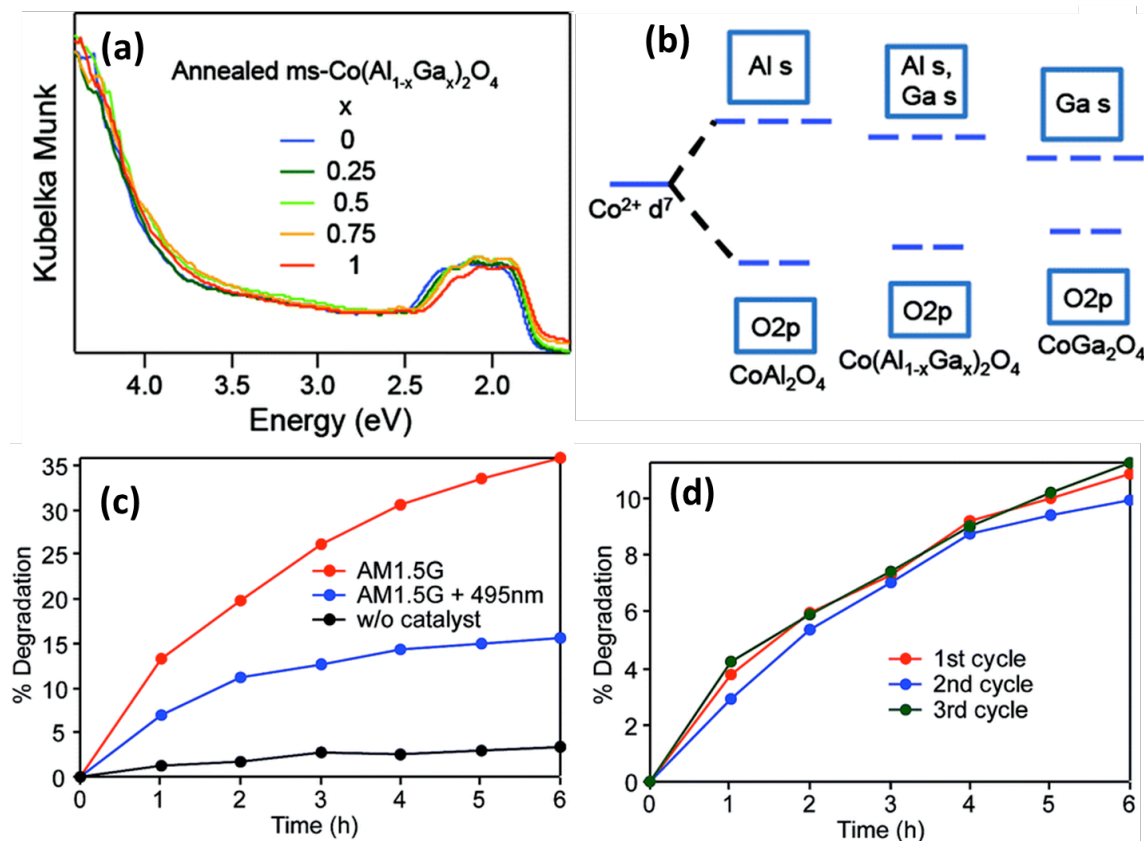 (a)
Annealed ms-Co(Al₁₋ₓGaₓ)₂O₄
x
0
0.25
0.5
0.75
1
Kubelka Munk
4.0 3.5 3.0 2.5 2.0
Energy (eV)
(b)
Al s
Al s,
Ga s
Ga s
Co²⁺ d⁷
O2p
O2p
O2p
CoAl₂O₄
Co(Al₁₋ₓGaₓ)₂O₄
CoGa₂O₄
(c)
35
30
25
20
15
10
5
0
% Degradation
AM1.5G
AM1.5G + 495nm
w/o catalyst
0 1 2 3 4 5 6
Time (h)
(d)
10
8
6
4
2
0
% Degradation
1st cycle
2nd cycle
3rd cycle
0 1 2 3 4 5 6
Time (h)